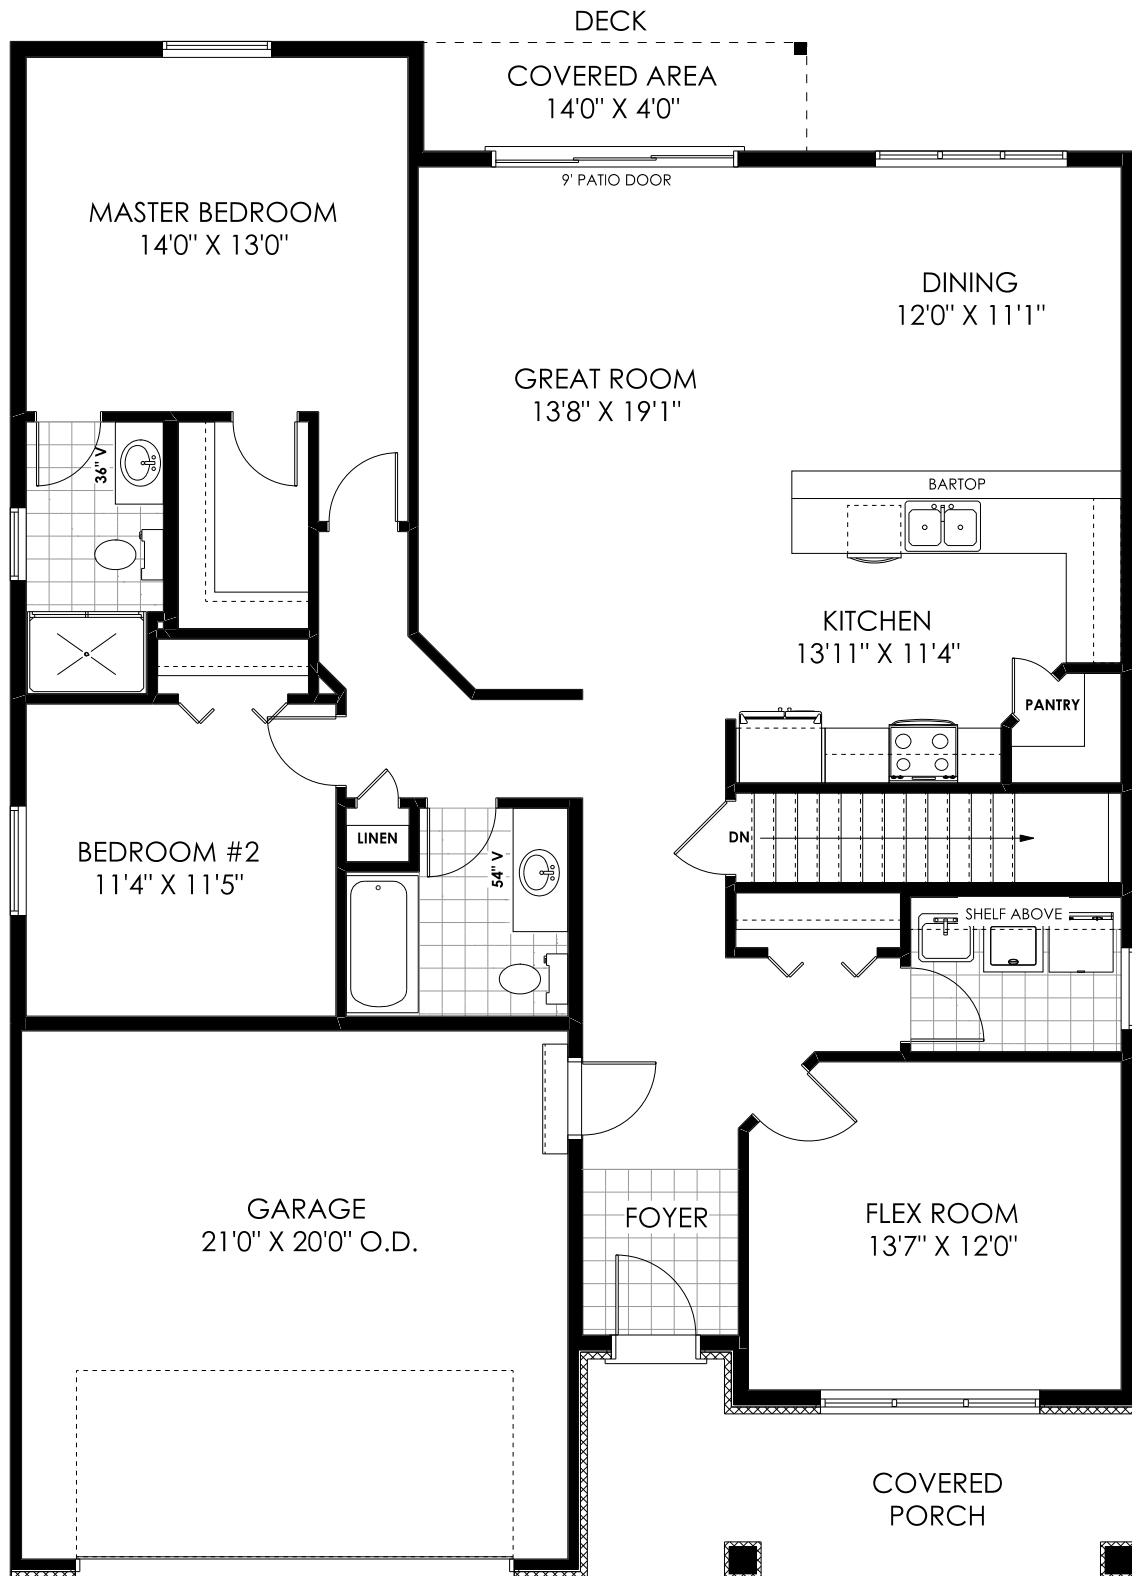 DECK
COVERED AREA
14'0" X 4'0"
9' PATIO DOOR
MASTER BEDROOM
14'0" X 13'0"
DINING
12'0" X 11'1"
GREAT ROOM
13'8" X 19'1"
36" V
BARTOP
KITCHEN
13'11" X 11'4"
PANTRY
DN
LINEN
BEDROOM #2
11'4" X 11'5"
54" V
SHELF ABOVE
GARAGE
21'0" X 20'0" O.D.
FOYER
FLEX ROOM
13'7" X 12'0"
COVERED
PORCH